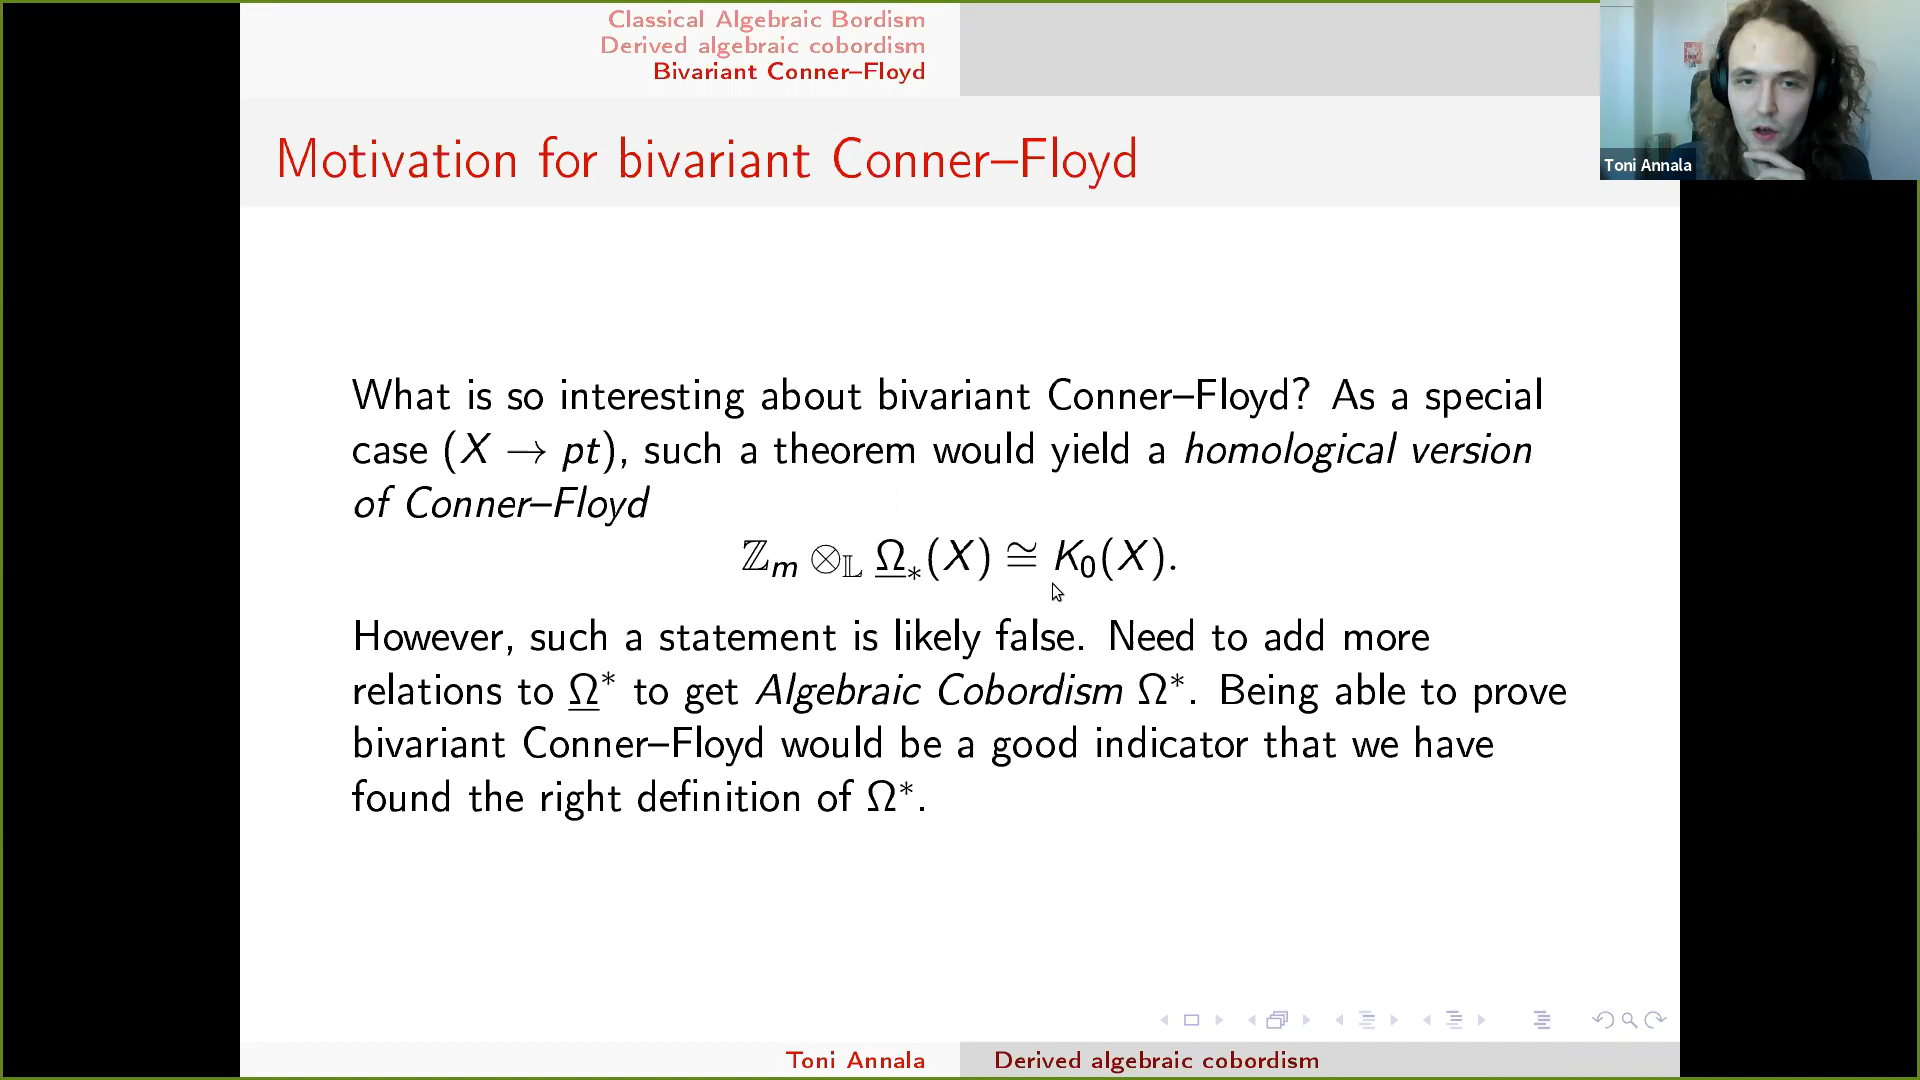 Classical Algebraic Bordism
Derived algebraic cobordism
Bivariant Conner–Floyd
Toni Annala
Motivation for bivariant Conner–Floyd
What is so interesting about bivariant Conner–Floyd? As a special
case (X → pt), such a theorem would yield a homological version
of Conner–Floyd
ℤₘ ⊗_𝕃 Ω̲_*(X) ≅ K₀(X).
However, such a statement is likely false. Need to add more
relations to Ω̲* to get Algebraic Cobordism Ω*. Being able to prove
bivariant Conner–Floyd would be a good indicator that we have
found the right definition of Ω*.
Toni Annala
Derived algebraic cobordism